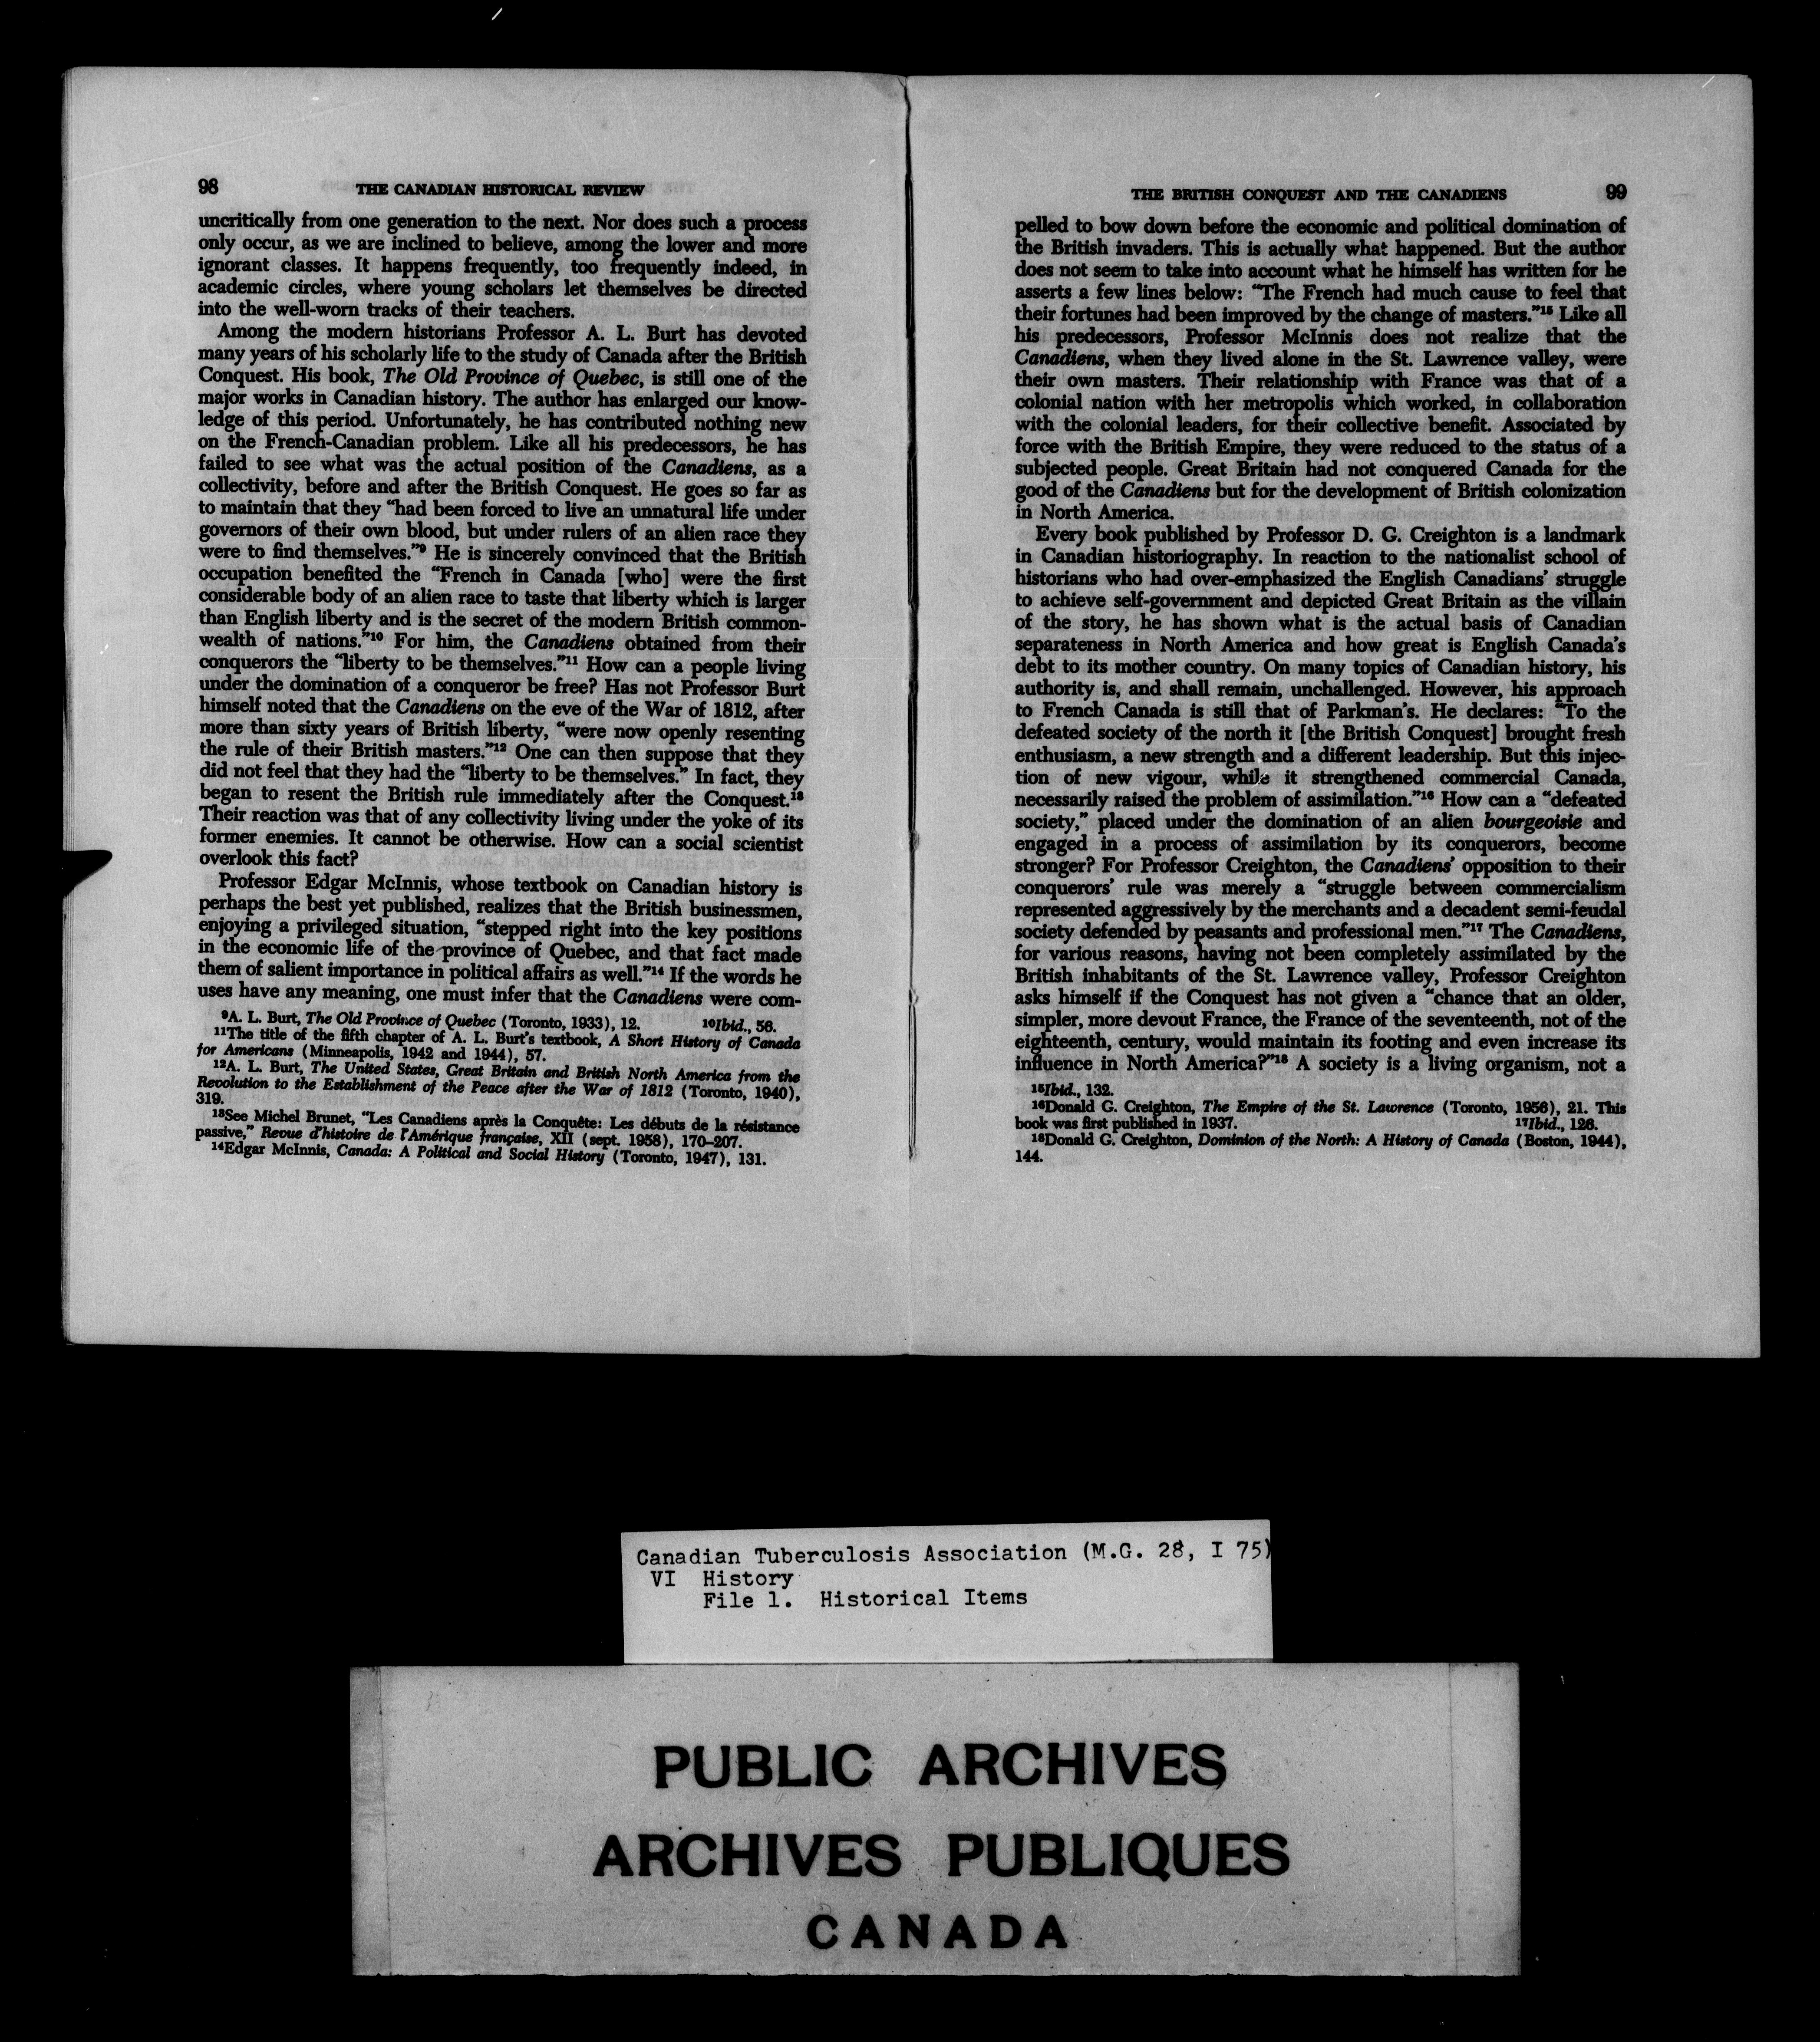 98 THE CANADIAN HISTORICAL REVIEW
uncritically from one generation to the next. Nor does such a process
only occur, as we are inclined to believe, among the lower and more
ignorant classes. It happens frequently, too frequently indeed, in
academic circles, where young scholars let themselves be directed
into the well-worn tracks of their teachers.
Among the modern historians Professor A. L. Burt has devoted
many years of his scholarly life to the study of Canada after the British
Conquest. His book, The Old Province of Quebec, is still one of the
major works in Canadian history. The author has enlarged our know-
ledge of this period. Unfortunately, he has contributed nothing new
on the French-Canadian problem. Like all his predecessors, he has
failed to see what was the actual position of the Canadiens, as a
collectivity, before and after the British Conquest. He goes so far as
to maintain that they “had been forced to live an unnatural life under
governors of their own blood, but under rulers of an alien race they
were to find themselves.”⁹ He is sincerely convinced that the British
occupation benefited the “French in Canada [who] were the first
considerable body of an alien race to taste that liberty which is larger
than English liberty and is the secret of the modern British common-
wealth of nations.”¹⁰ For him, the Canadiens obtained from their
conquerors the “liberty to be themselves.”¹¹ How can a people living
under the domination of a conqueror be free? Has not Professor Burt
himself noted that the Canadiens on the eve of the War of 1812, after
more than sixty years of British liberty, “were now openly resenting
the rule of their British masters.”¹² One can then suppose that they
did not feel that they had the “liberty to be themselves.” In fact, they
began to resent the British rule immediately after the Conquest.¹³
Their reaction was that of any collectivity living under the yoke of its
former enemies. It cannot be otherwise. How can a social scientist
overlook this fact?
Professor Edgar McInnis, whose textbook on Canadian history is
perhaps the best yet published, realizes that the British businessmen,
enjoying a privileged situation, “stepped right into the key positions
in the economic life of the province of Quebec, and that fact made
them of salient importance in political affairs as well.”¹⁴ If the words he
uses have any meaning, one must infer that the Canadiens were com-
⁹A. L. Burt, The Old Province of Quebec (Toronto, 1933), 12. ¹⁰Ibid., 56.
¹¹The title of the fifth chapter of A. L. Burt's textbook, A Short History of Canada
for Americans (Minneapolis, 1942 and 1944), 57.
¹²A. L. Burt, The United States, Great Britain and British North America from the
Revolution to the Establishment of the Peace after the War of 1812 (Toronto, 1940),
319.
¹³See Michel Brunet, “Les Canadiens après la Conquête: Les débuts de la résistance
passive,” Revue d'histoire de l'Amérique française, XII (sept. 1958), 170–207.
¹⁴Edgar McInnis, Canada: A Political and Social History (Toronto, 1947), 131.
THE BRITISH CONQUEST AND THE CANADIENS 99
pelled to bow down before the economic and political domination of
the British invaders. This is actually what happened. But the author
does not seem to take into account what he himself has written for he
asserts a few lines below: “The French had much cause to feel that
their fortunes had been improved by the change of masters.”¹⁵ Like all
his predecessors, Professor McInnis does not realize that the
Canadiens, when they lived alone in the St. Lawrence valley, were
their own masters. Their relationship with France was that of a
colonial nation with her metropolis which worked, in collaboration
with the colonial leaders, for their collective benefit. Associated by
force with the British Empire, they were reduced to the status of a
subjected people. Great Britain had not conquered Canada for the
good of the Canadiens but for the development of British colonization
in North America.
Every book published by Professor D. G. Creighton is a landmark
in Canadian historiography. In reaction to the nationalist school of
historians who had over-emphasized the English Canadians' struggle
to achieve self-government and depicted Great Britain as the villain
of the story, he has shown what is the actual basis of Canadian
separateness in North America and how great is English Canada's
debt to its mother country. On many topics of Canadian history, his
authority is, and shall remain, unchallenged. However, his approach
to French Canada is still that of Parkman's. He declares: “To the
defeated society of the north it [the British Conquest] brought fresh
enthusiasm, a new strength and a different leadership. But this injec-
tion of new vigour, while it strengthened commercial Canada,
necessarily raised the problem of assimilation.”¹⁶ How can a “defeated
society,” placed under the domination of an alien bourgeoisie and
engaged in a process of assimilation by its conquerors, become
stronger? For Professor Creighton, the Canadiens' opposition to their
conquerors' rule was merely a “struggle between commercialism
represented aggressively by the merchants and a decadent semi-feudal
society defended by peasants and professional men.”¹⁷ The Canadiens,
for various reasons, having not been completely assimilated by the
British inhabitants of the St. Lawrence valley, Professor Creighton
asks himself if the Conquest has not given a “chance that an older,
simpler, more devout France, the France of the seventeenth, not of the
eighteenth, century, would maintain its footing and even increase its
influence in North America?”¹⁸ A society is a living organism, not a
¹⁵Ibid., 132.
¹⁶Donald G. Creighton, The Empire of the St. Lawrence (Toronto, 1956), 21. This
book was first published in 1937. ¹⁷Ibid., 126.
¹⁸Donald G. Creighton, Dominion of the North: A History of Canada (Boston, 1944),
144.
Canadian Tuberculosis Association (M.G. 28, I 75)
VI History
File 1. Historical Items
PUBLIC ARCHIVES
ARCHIVES PUBLIQUES
CANADA